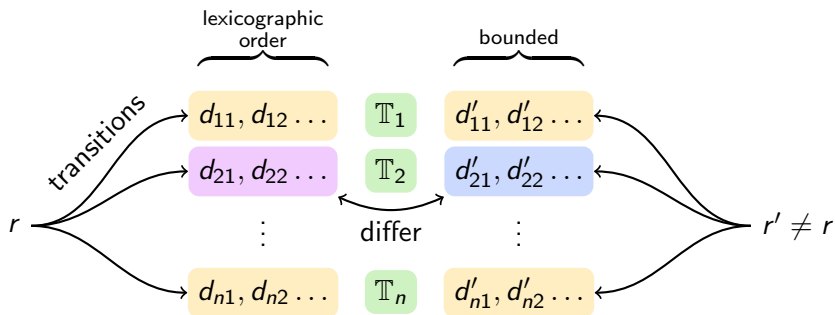 lexicographic
order
bounded
transitions
d₁₁, d₁₂ … 𝕋₁ d′₁₁, d′₁₂ …
d₂₁, d₂₂ … 𝕋₂ d′₂₁, d′₂₂ …
differ
r ⋮ ⋮ r′ ≠ r
dₙ₁, dₙ₂ … 𝕋ₙ d′ₙ₁, d′ₙ₂ …